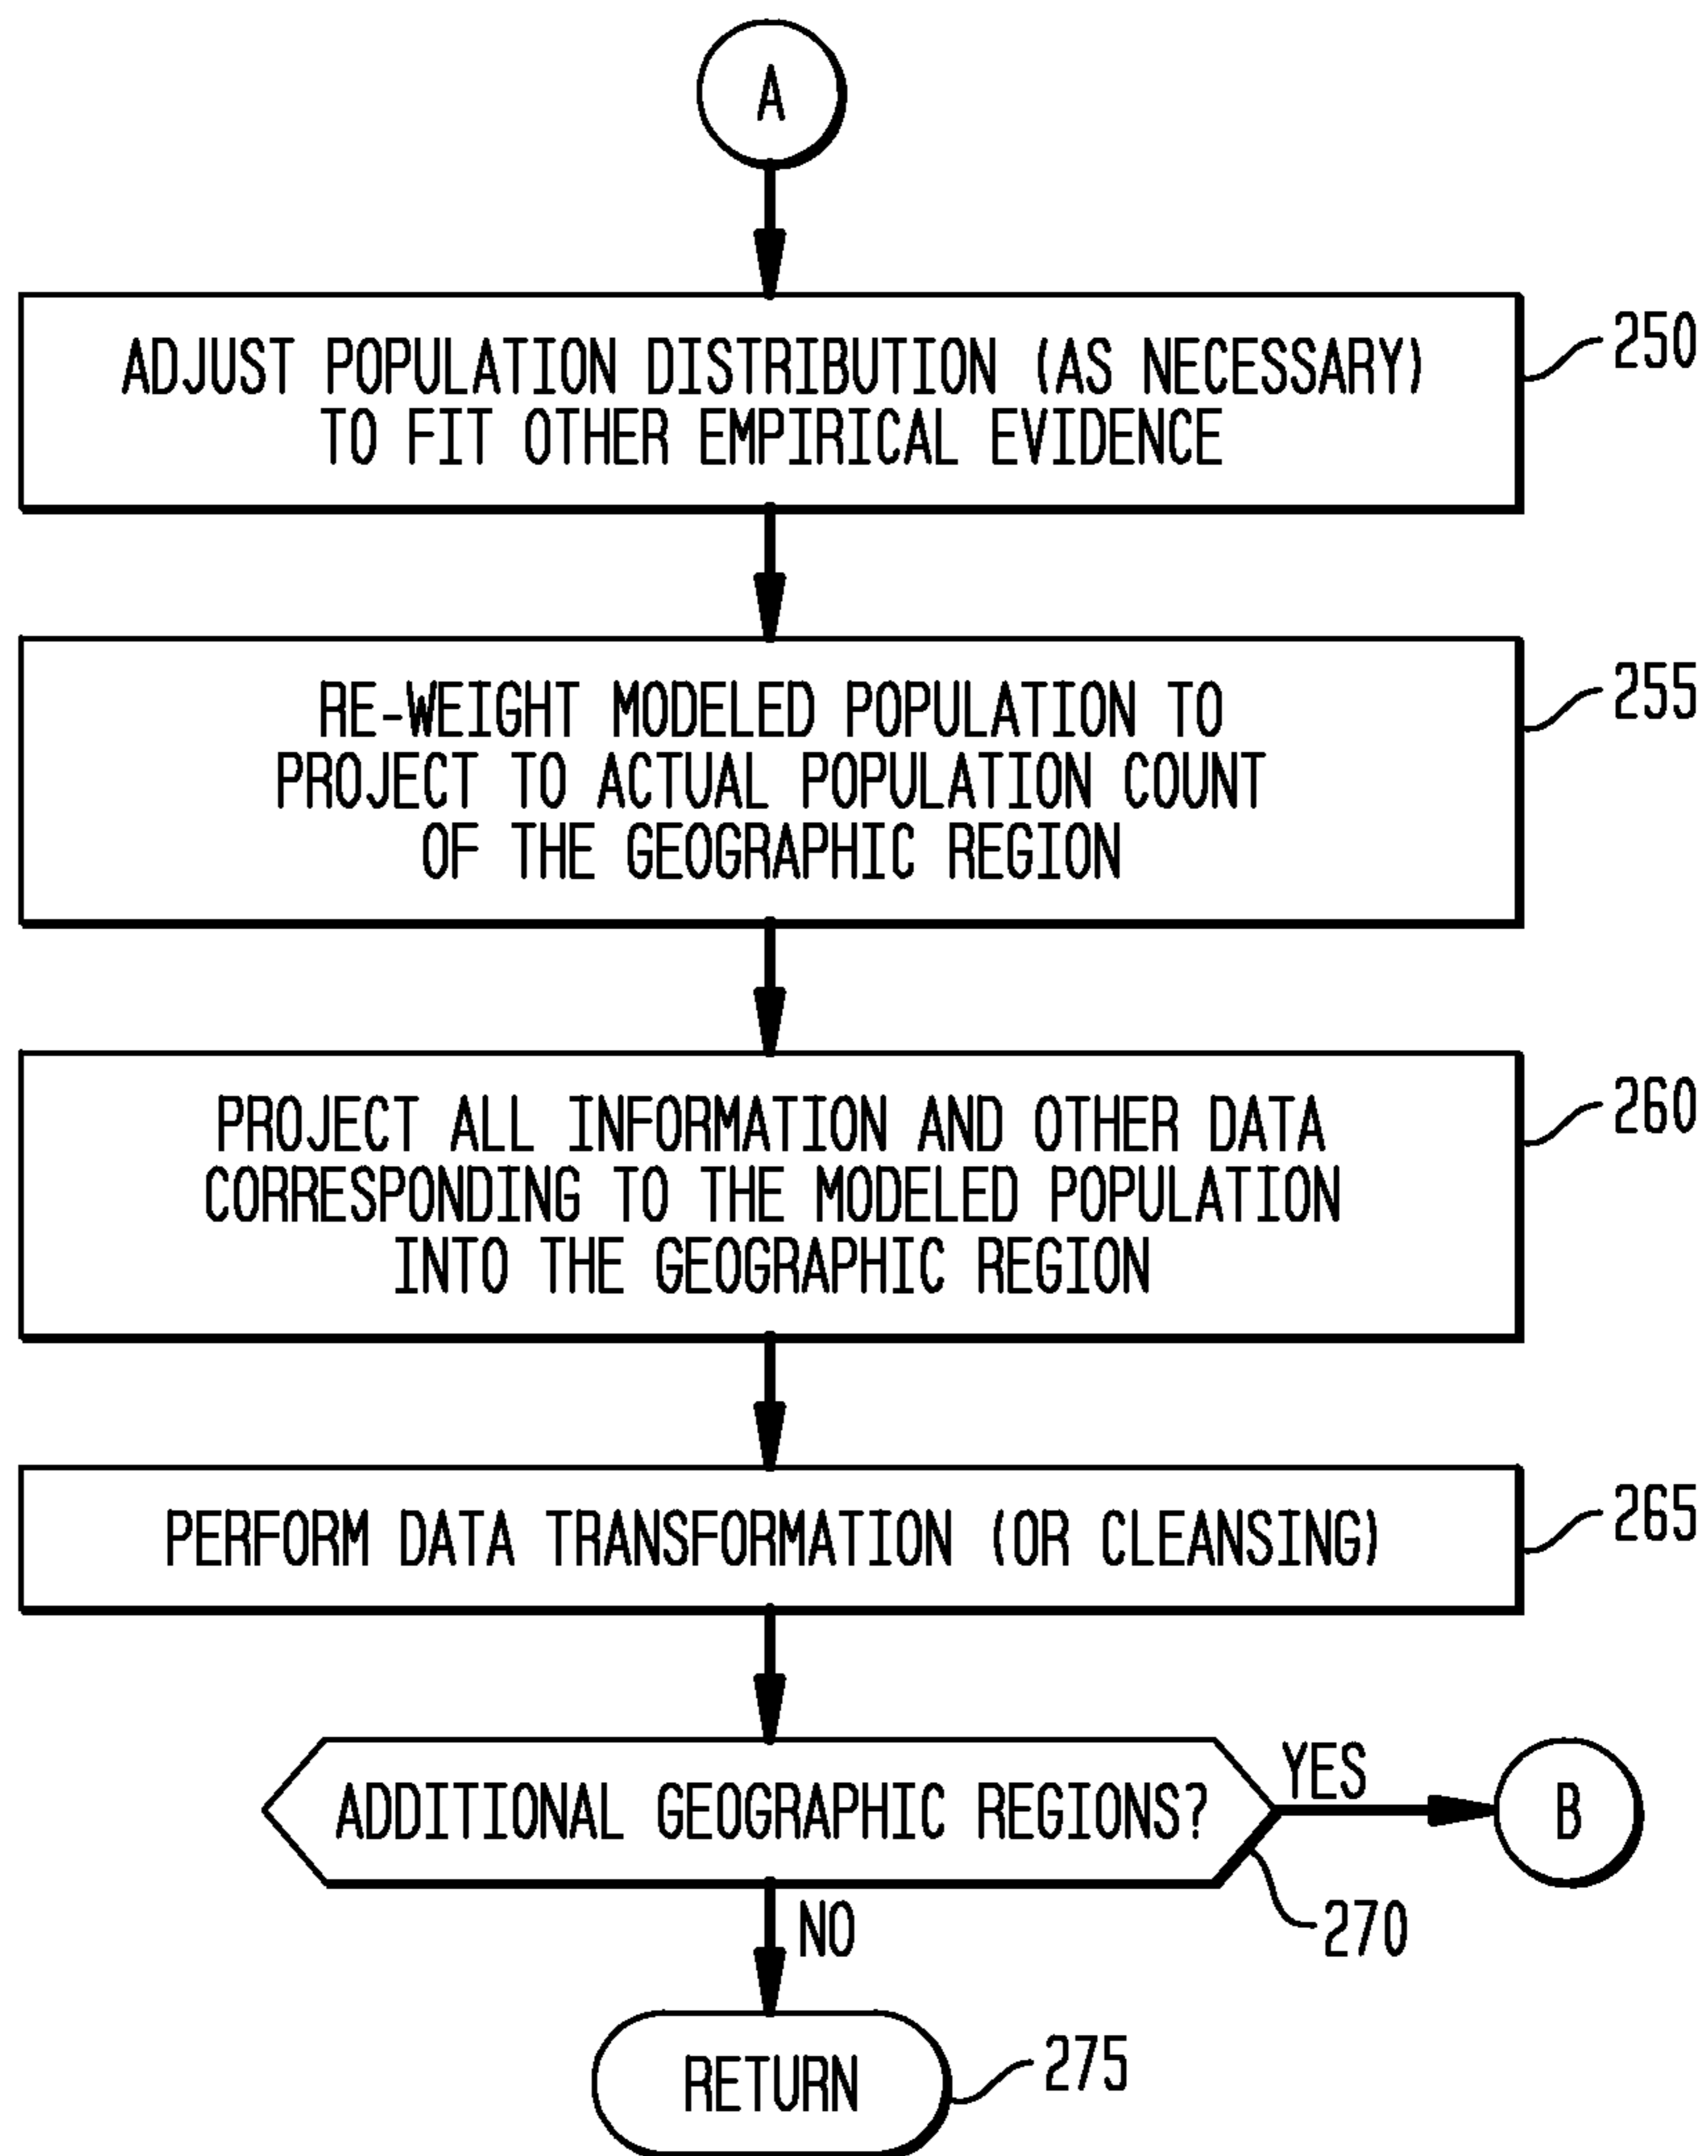 A
ADJUST POPULATION DISTRIBUTION (AS NECESSARY)
TO FIT OTHER EMPIRICAL EVIDENCE
250
RE-WEIGHT MODELED POPULATION TO
PROJECT TO ACTUAL POPULATION COUNT
OF THE GEOGRAPHIC REGION
255
PROJECT ALL INFORMATION AND OTHER DATA
CORRESPONDING TO THE MODELED POPULATION
INTO THE GEOGRAPHIC REGION
260
PERFORM DATA TRANSFORMATION (OR CLEANSING)
265
ADDITIONAL GEOGRAPHIC REGIONS?
YES
B
270
NO
RETURN
275